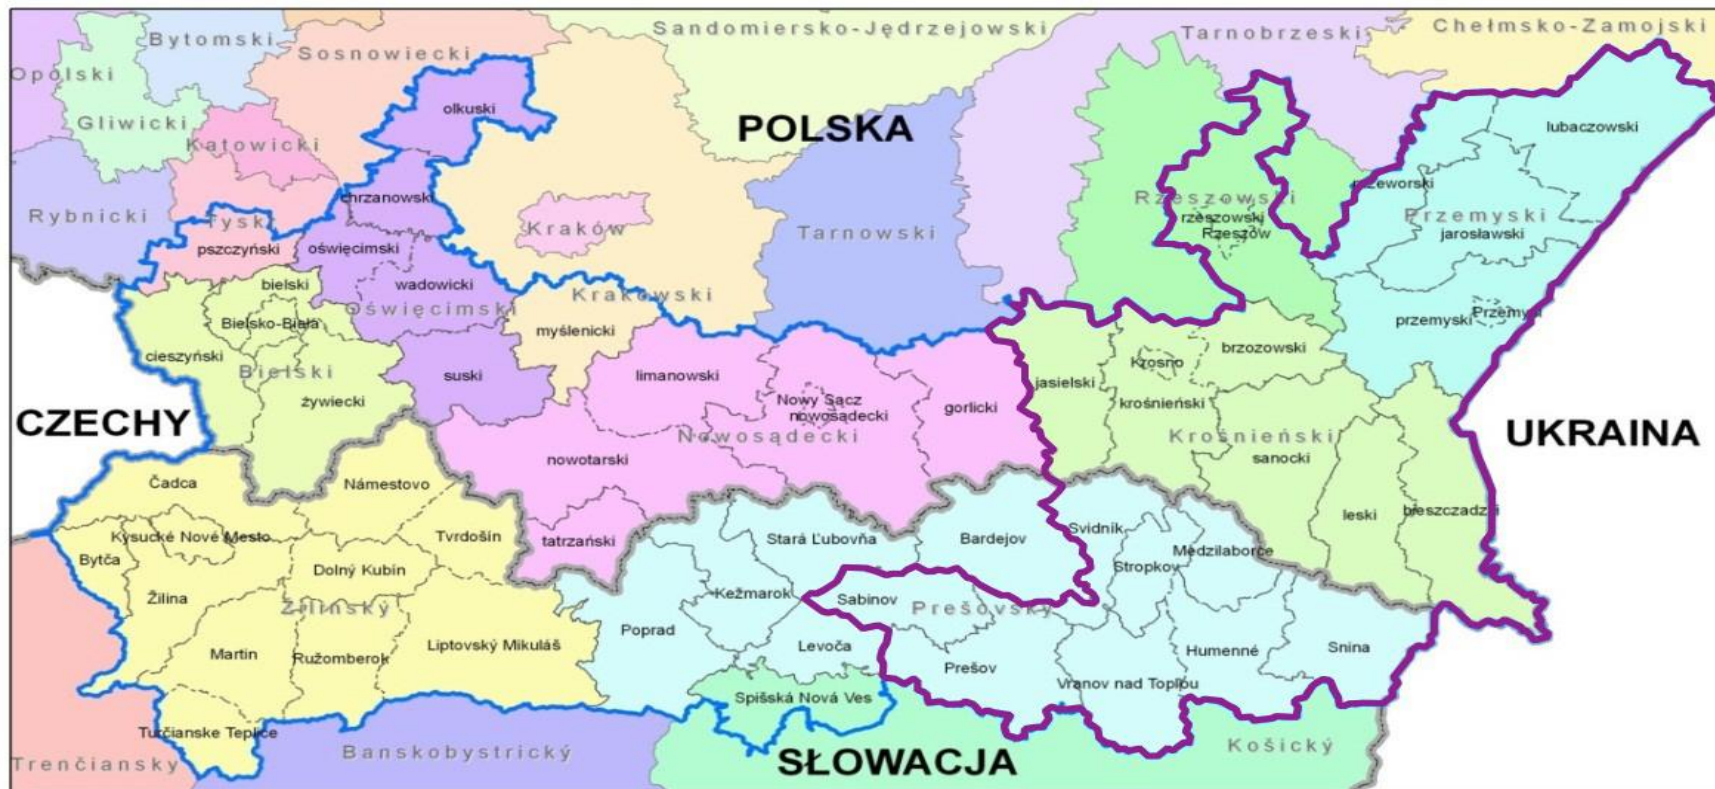 Sandomiersko-Jędrzejowski
Tarnobrzeski
Chełmsko-Zamojski
Bytomski
Sosnowiecki
Opolski
olkuski
Gliwicki
POLSKA
lubaczowski
Katowicki
chrzanowski
Rzeszowski
Rybnicki
Tyski
Kraków
Tarnowski
rzeszowski
Rzeszów
Przemyski
jarosławski
pszczyński
oświęcimski
bielski
wadowicki
Oświęcimski
Krakowski
Bielsko-Biała
myślenicki
przemyski
cieszyński
Bielski
suski
limanowski
żywiecki
Nowy Sącz
nowosądecki
gorlicki
jasielski
Krosno
brzozowski
krośnieński
CZECHY
Nowosądecki
Krośnieński
UKRAINA
nowotarski
sanocki
Čadca
Námestovo
leski
Kysucké Nové Mesto
Tvrdošín
tatrzański
Stará Ľubovňa
Bardejov
Svidník
Medzilaborce
Bytča
Dolný Kubín
Stropkov
Žilina
Žilinský
Kežmarok
Sabinov
Prešovský
Poprad
Levoča
Martin
Ružomberok
Liptovský Mikuláš
Prešov
Humenné
Snina
Vranov nad Topľou
Spišská Nová Ves
Turčianske Teplice
Trenčiansky
Banskobystrický
SŁOWACJA
Košický